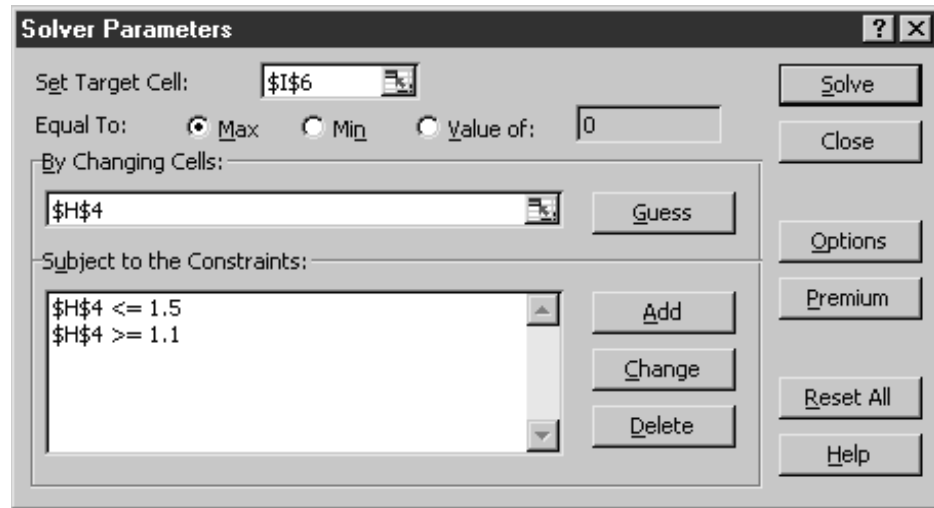 Solver Parameters
? X
Set Target Cell: $I$6 Solve
Equal To: Max Min Value of: 0
Close
By Changing Cells:
$H$4 Guess
Options
Subject to the Constraints:
$H$4 <= 1.5
$H$4 >= 1.1
Add
Premium
Change
Reset All
Delete
Help